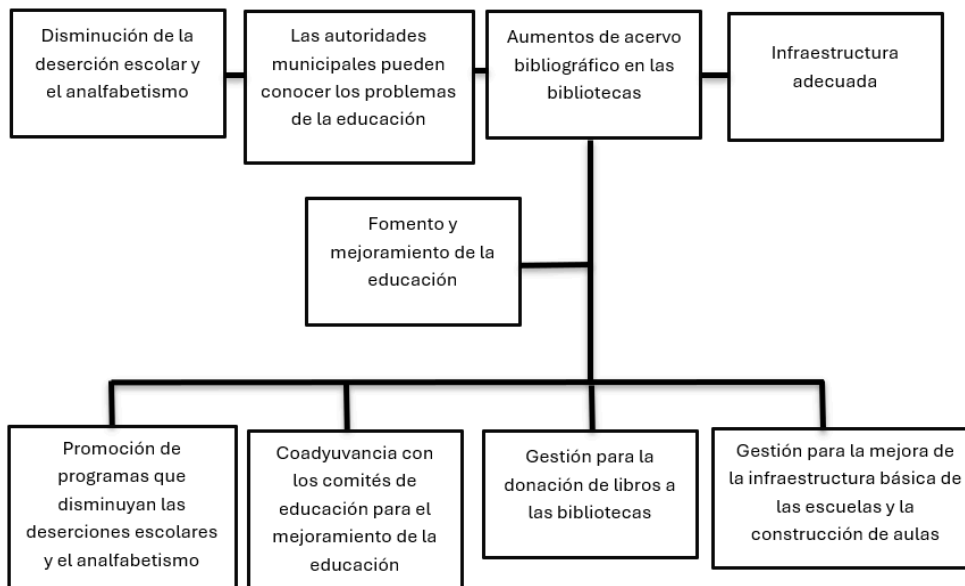 Disminución de la
deserción escolar y
el analfabetismo
Las autoridades
municipales pueden
conocer los problemas
de la educación
Aumentos de acervo
bibliográfico en las
bibliotecas
Infraestructura
adecuada
Fomento y
mejoramiento de la
educación
Promoción de
programas que
disminuyan las
deserciones escolares
y el analfabetismo
Coadyuvancia con
los comités de
educación para el
mejoramiento de la
educación
Gestión para la
donación de libros a
las bibliotecas
Gestión para la mejora de
la infraestructura básica de
las escuelas y la
construcción de aulas